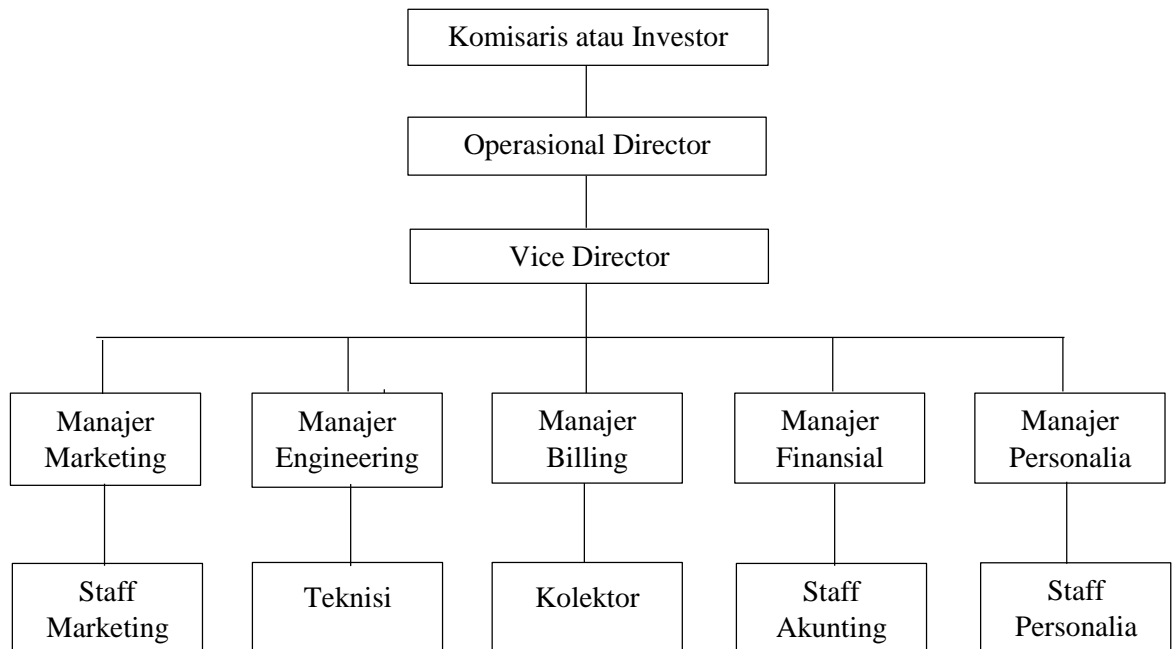 Komisaris atau Investor
Operasional Director
Vice Director
Manajer
Marketing
Manajer
Engineering
Manajer
Billing
Manajer
Finansial
Manajer
Personalia
Staff
Marketing
Teknisi
Kolektor
Staff
Akunting
Staff
Personalia